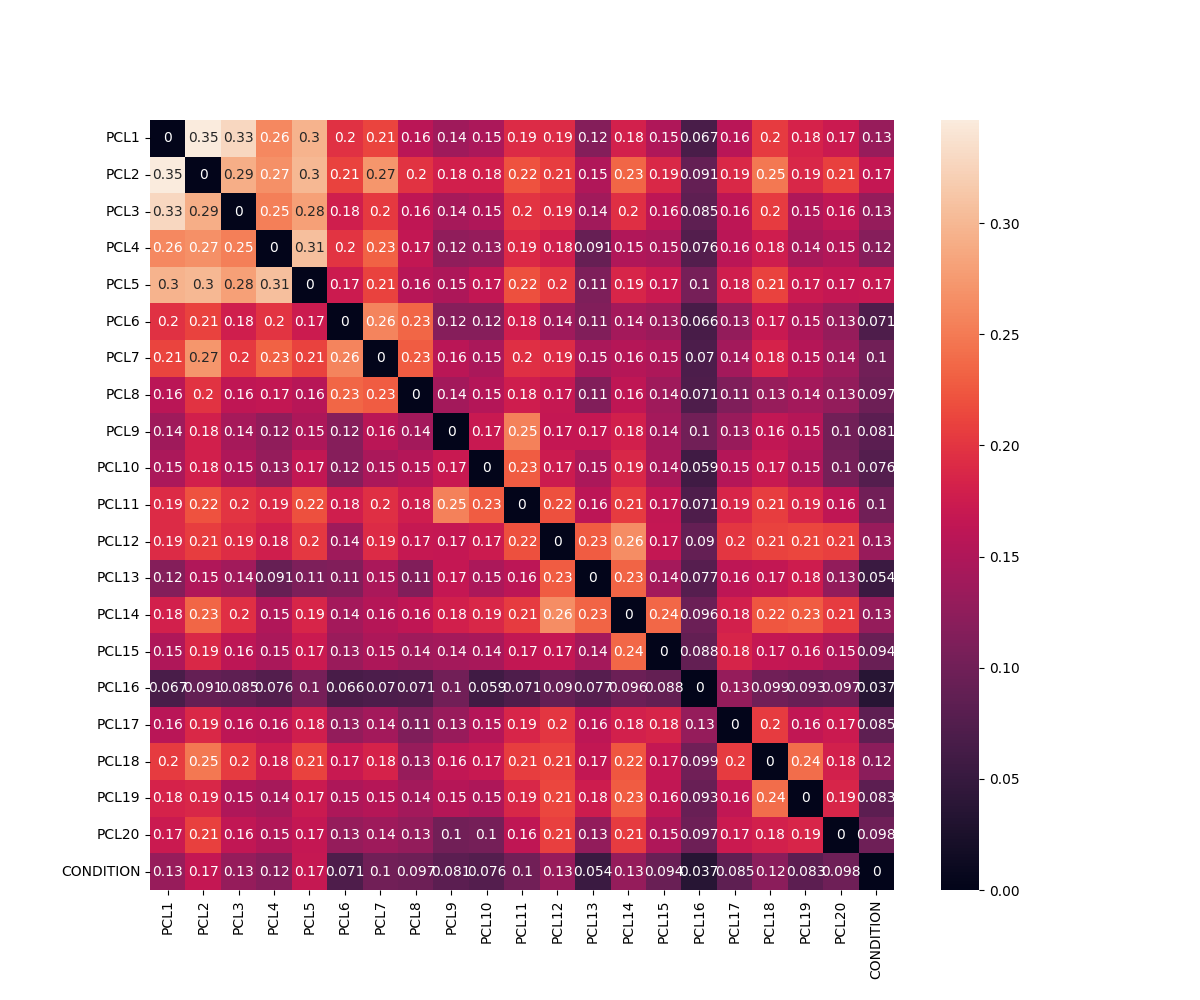 PCL1 0 0.35 0.33 0.26 0.3 0.2 0.21 0.16 0.14 0.15 0.19 0.19 0.12 0.18 0.15 0.067 0.16 0.2 0.18 0.17 0.13
PCL2 0.35 0 0.29 0.27 0.3 0.21 0.27 0.2 0.18 0.18 0.22 0.21 0.15 0.23 0.19 0.091 0.19 0.25 0.19 0.21 0.17
PCL3 0.33 0.29 0 0.25 0.28 0.18 0.2 0.16 0.14 0.15 0.2 0.19 0.14 0.2 0.16 0.085 0.16 0.2 0.15 0.16 0.13
0.30
PCL4 0.26 0.27 0.25 0 0.31 0.2 0.23 0.17 0.12 0.13 0.19 0.18 0.091 0.15 0.15 0.076 0.16 0.18 0.14 0.15 0.12
PCL5 0.3 0.3 0.28 0.31 0 0.17 0.21 0.16 0.15 0.17 0.22 0.2 0.11 0.19 0.17 0.1 0.18 0.21 0.17 0.17 0.17
PCL6 0.2 0.21 0.18 0.2 0.17 0 0.26 0.23 0.12 0.12 0.18 0.14 0.11 0.14 0.13 0.066 0.13 0.17 0.15 0.13 0.071
0.25
PCL7 0.21 0.27 0.2 0.23 0.21 0.26 0 0.23 0.16 0.15 0.2 0.19 0.15 0.16 0.15 0.07 0.14 0.18 0.15 0.14 0.1
PCL8 0.16 0.2 0.16 0.17 0.16 0.23 0.23 0 0.14 0.15 0.18 0.17 0.11 0.16 0.14 0.071 0.11 0.13 0.14 0.13 0.097
PCL9 0.14 0.18 0.14 0.12 0.15 0.12 0.16 0.14 0 0.17 0.25 0.17 0.17 0.18 0.14 0.1 0.13 0.16 0.15 0.1 0.081
0.20
PCL10 0.15 0.18 0.15 0.13 0.17 0.12 0.15 0.15 0.17 0 0.23 0.17 0.15 0.19 0.14 0.059 0.15 0.17 0.15 0.1 0.076
PCL11 0.19 0.22 0.2 0.19 0.22 0.18 0.2 0.18 0.25 0.23 0 0.22 0.16 0.21 0.17 0.071 0.19 0.21 0.19 0.16 0.1
PCL12 0.19 0.21 0.19 0.18 0.2 0.14 0.19 0.17 0.17 0.17 0.22 0 0.23 0.26 0.17 0.09 0.2 0.21 0.21 0.21 0.13
0.15
PCL13 0.12 0.15 0.14 0.091 0.11 0.11 0.15 0.11 0.17 0.15 0.16 0.23 0 0.23 0.14 0.077 0.16 0.17 0.18 0.13 0.054
PCL14 0.18 0.23 0.2 0.15 0.19 0.14 0.16 0.16 0.18 0.19 0.21 0.26 0.23 0 0.24 0.096 0.18 0.22 0.23 0.21 0.13
PCL15 0.15 0.19 0.16 0.15 0.17 0.13 0.15 0.14 0.14 0.14 0.17 0.17 0.14 0.24 0 0.088 0.18 0.17 0.16 0.15 0.094
0.10
PCL16 0.067 0.091 0.085 0.076 0.1 0.066 0.07 0.071 0.1 0.059 0.071 0.09 0.077 0.096 0.088 0 0.13 0.099 0.093 0.097 0.037
PCL17 0.16 0.19 0.16 0.16 0.18 0.13 0.14 0.11 0.13 0.15 0.19 0.2 0.16 0.18 0.18 0.13 0 0.2 0.16 0.17 0.085
PCL18 0.2 0.25 0.2 0.18 0.21 0.17 0.18 0.13 0.16 0.17 0.21 0.21 0.17 0.22 0.17 0.099 0.2 0 0.24 0.18 0.12
0.05
PCL19 0.18 0.19 0.15 0.14 0.17 0.15 0.15 0.14 0.15 0.15 0.19 0.21 0.18 0.23 0.16 0.093 0.16 0.24 0 0.19 0.083
PCL20 0.17 0.21 0.16 0.15 0.17 0.13 0.14 0.13 0.1 0.1 0.16 0.21 0.13 0.21 0.15 0.097 0.17 0.18 0.19 0 0.098
CONDITION 0.13 0.17 0.13 0.12 0.17 0.071 0.1 0.097 0.081 0.076 0.1 0.13 0.054 0.13 0.094 0.037 0.085 0.12 0.083 0.098 0
0.00
PCL1 PCL2 PCL3 PCL4 PCL5 PCL6 PCL7 PCL8 PCL9 PCL10 PCL11 PCL12 PCL13 PCL14 PCL15 PCL16 PCL17 PCL18 PCL19 PCL20 CONDITION